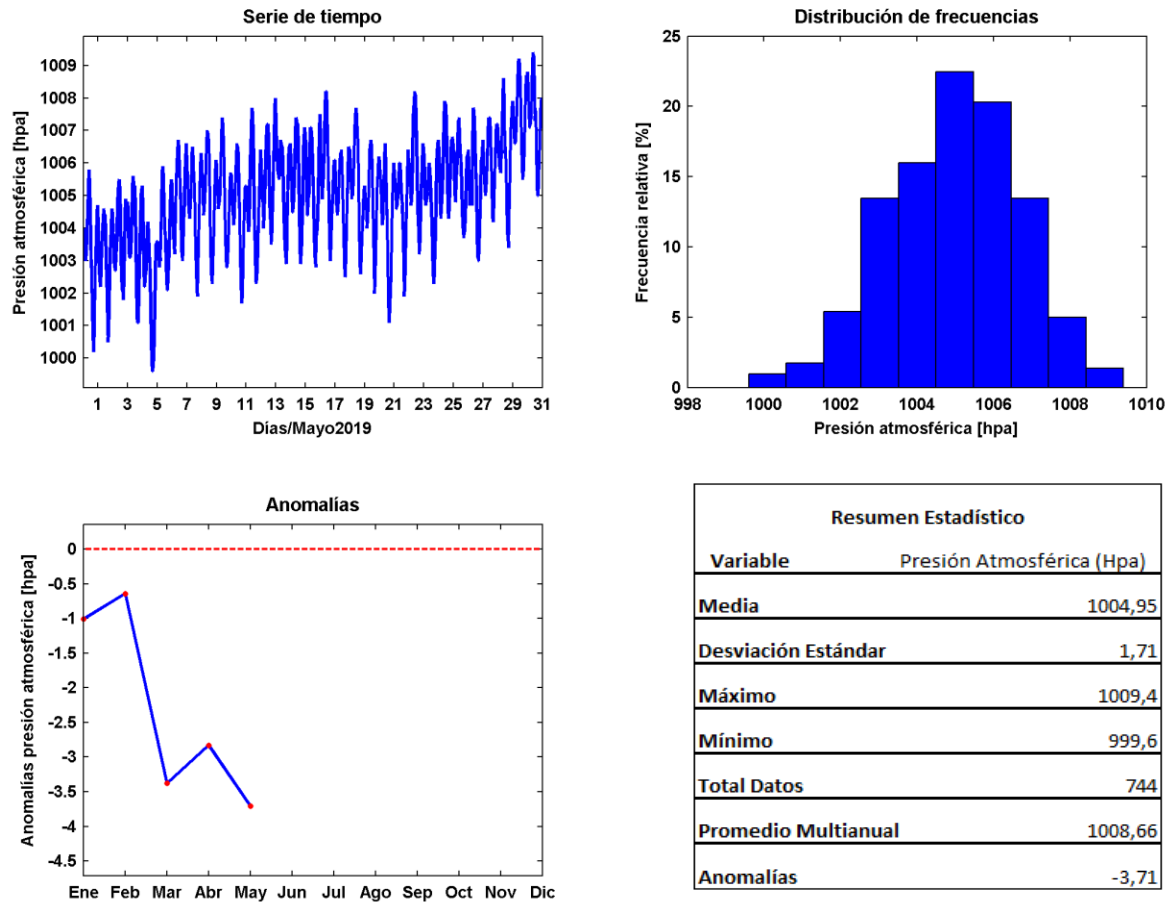 Serie de tiempo
Presión atmosférica [hpa]
1009
1008
1007
1006
1005
1004
1003
1002
1001
1000
1 3 5 7 9 11 13 15 17 19 21 23 25 27 29 31
Días/Mayo2019
Distribución de frecuencias
Frecuencia relativa [%]
25
20
15
10
5
0
998 1000 1002 1004 1006 1008 1010
Presión atmosférica [hpa]
Anomalías
Anomalías presión atmosférica [hpa]
0
-0.5
-1
-1.5
-2
-2.5
-3
-3.5
-4
-4.5
Ene Feb Mar Abr May Jun Jul Ago Sep Oct Nov Dic
Resumen Estadístico
Variable Presión Atmosférica (Hpa)
Media 1004,95
Desviación Estándar 1,71
Máximo 1009,4
Mínimo 999,6
Total Datos 744
Promedio Multianual 1008,66
Anomalías -3,71